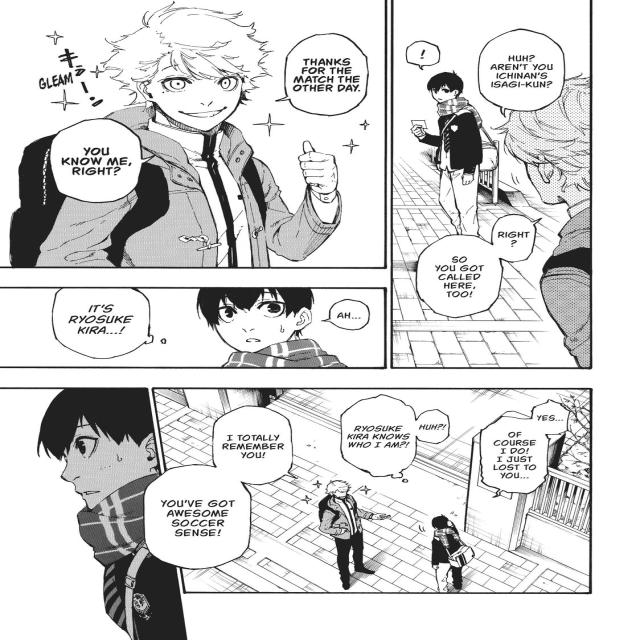 HUH?
AREN'T YOU
ICHINAN'S
ISAGI-KUN?
!
RIGHT
?
SO
YOU GOT
CALLED
HERE,
TOO!
THANKS
FOR THE
MATCH THE
OTHER DAY.
キラーン
GLEAM
YOU
KNOW ME,
RIGHT?
AH...
IT'S
RYOSUKE
KIRA...!
YES...
OF
COURSE
I DO!
I JUST
LOST TO
YOU...
HUH?!
RYOSUKE
KIRA KNOWS
WHO I AM?!
I TOTALLY
REMEMBER
YOU!
YOU'VE GOT
AWESOME
SOCCER
SENSE!